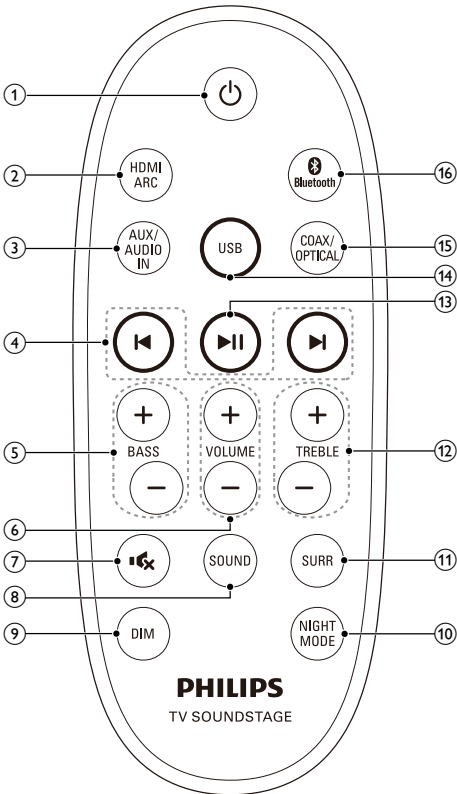 ①
② HDMI ARC
Bluetooth ⑯
③ AUX/ AUDIO IN
USB
COAX/ OPTICAL ⑮
⑭
⑬
④
⑤ BASS
VOLUME
TREBLE ⑫
⑥
⑦
SOUND
SURR ⑪
⑧
⑨ DIM
NIGHT MODE ⑩
PHILIPS
TV SOUNDSTAGE